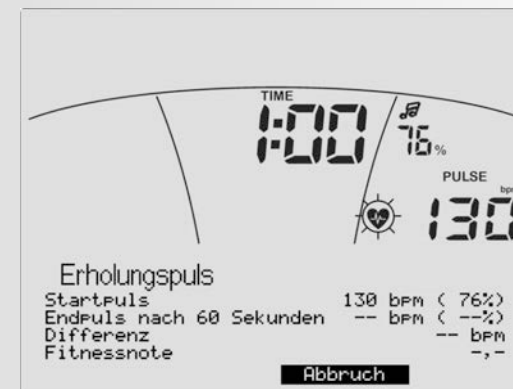 TIME
1:00
76%
PULSE
bpm
130
Erholungspuls
Startpuls 130 bpm ( 76%)
Endpuls nach 60 Sekunden -- bpm ( --%)
Differenz -- bpm
Fitnessnote -,-
Abbruch